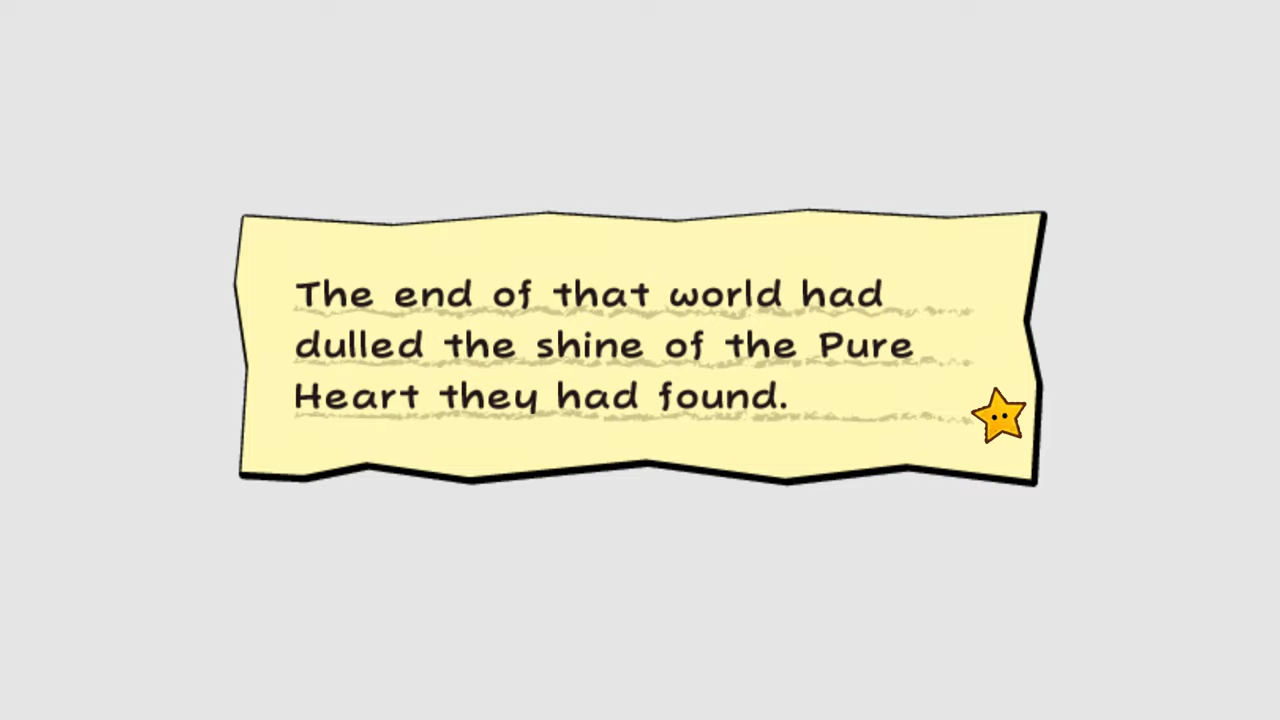 The end of that world had
dulled the shine of the Pure
Heart they had found.